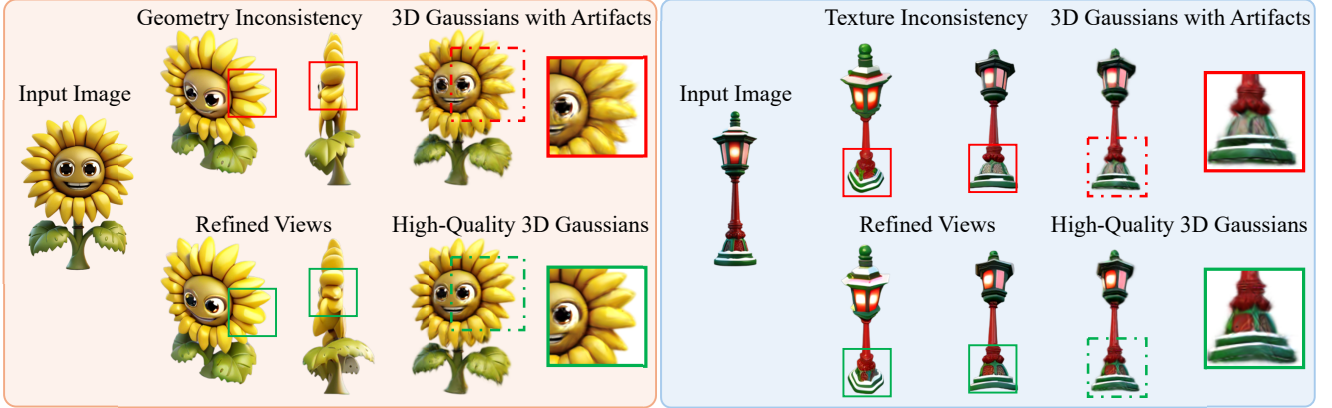 Geometry Inconsistency
3D Gaussians with Artifacts
Input Image
Refined Views
High-Quality 3D Gaussians
Texture Inconsistency
3D Gaussians with Artifacts
Input Image
Refined Views
High-Quality 3D Gaussians